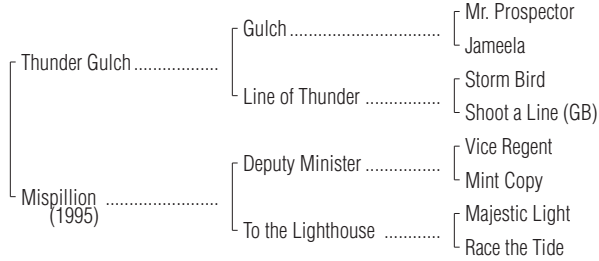 Mr. Prospector
Gulch
Jameela
Thunder Gulch
Storm Bird
Line of Thunder
Shoot a Line (GB)
Vice Regent
Deputy Minister
Mint Copy
Mispillion
(1995)
Majestic Light
To the Lighthouse
Race the Tide